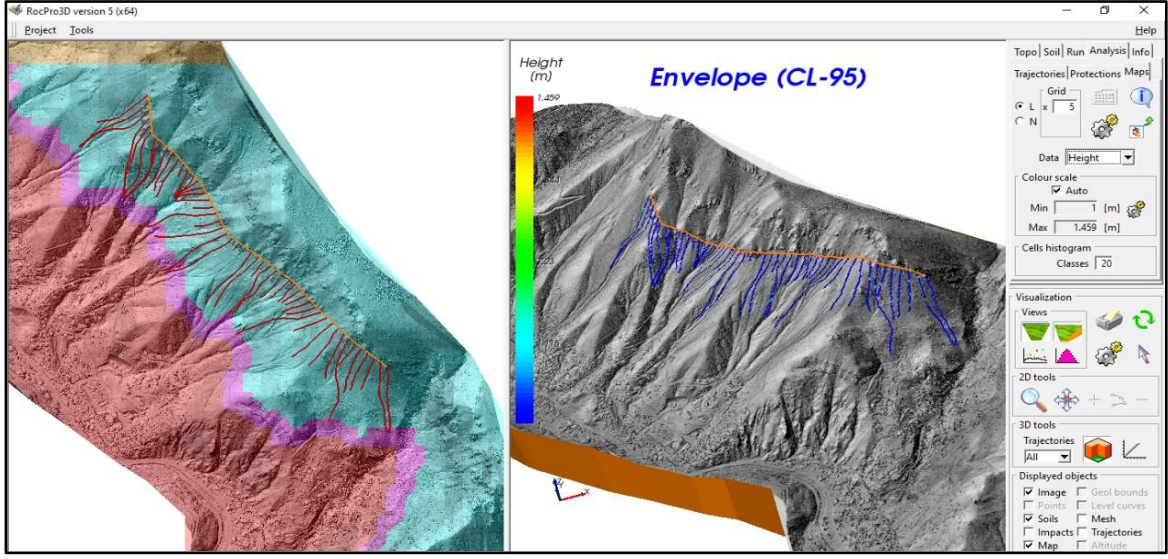 RocPro3D version 5 (x64)
Project Tools
Help
Height
(m)
Envelope (CL-95)
1.459
Topo Soil Run Analysis Info
Trajectories Protections Maps
Grid
L x 5
N
Data Height
Colour scale
Auto
Min 1 [m]
Max 1.459 [m]
Cells histogram
Classes 20
Visualization
Views
2D tools
3D tools
Trajectories
All
Displayed objects
Image Geol bounds
Points Level curves
Soils Mesh
Impacts Trajectories
Map Altitude
Z
X